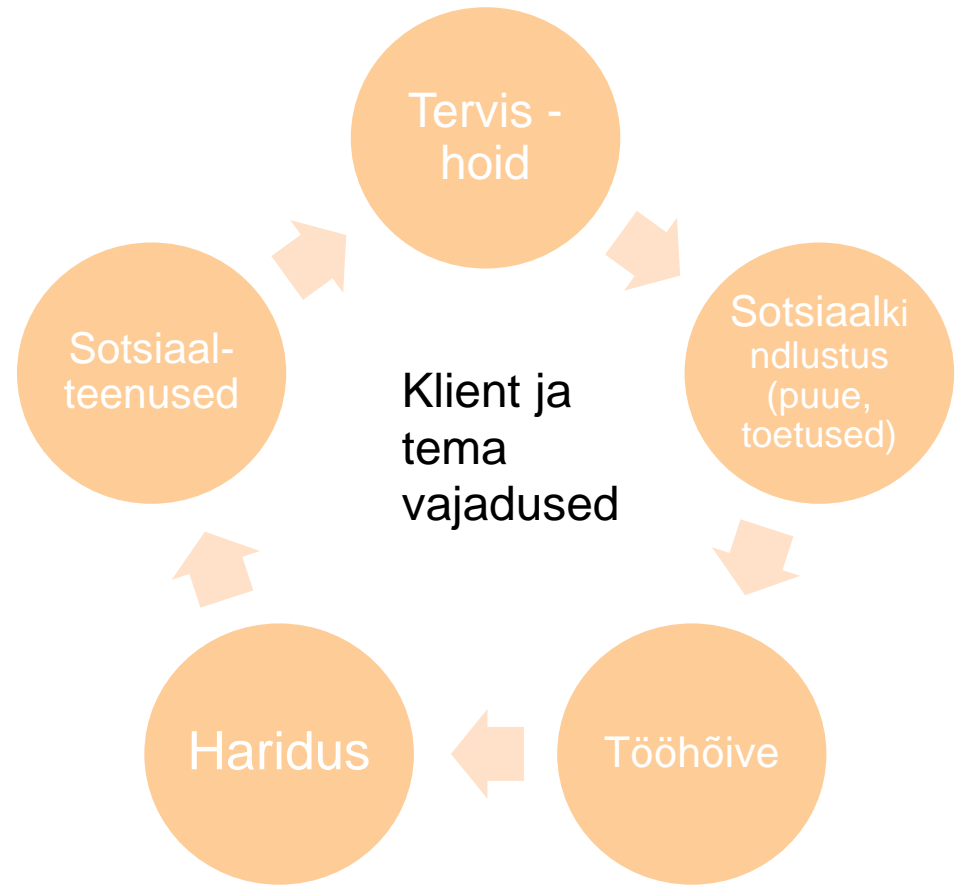 Tervis -
hoid
Sotsiaalki
ndlustus
(puue,
toetused)
Tööhõive
Haridus
Sotsiaal-
teenused
Klient ja
tema
vajadused